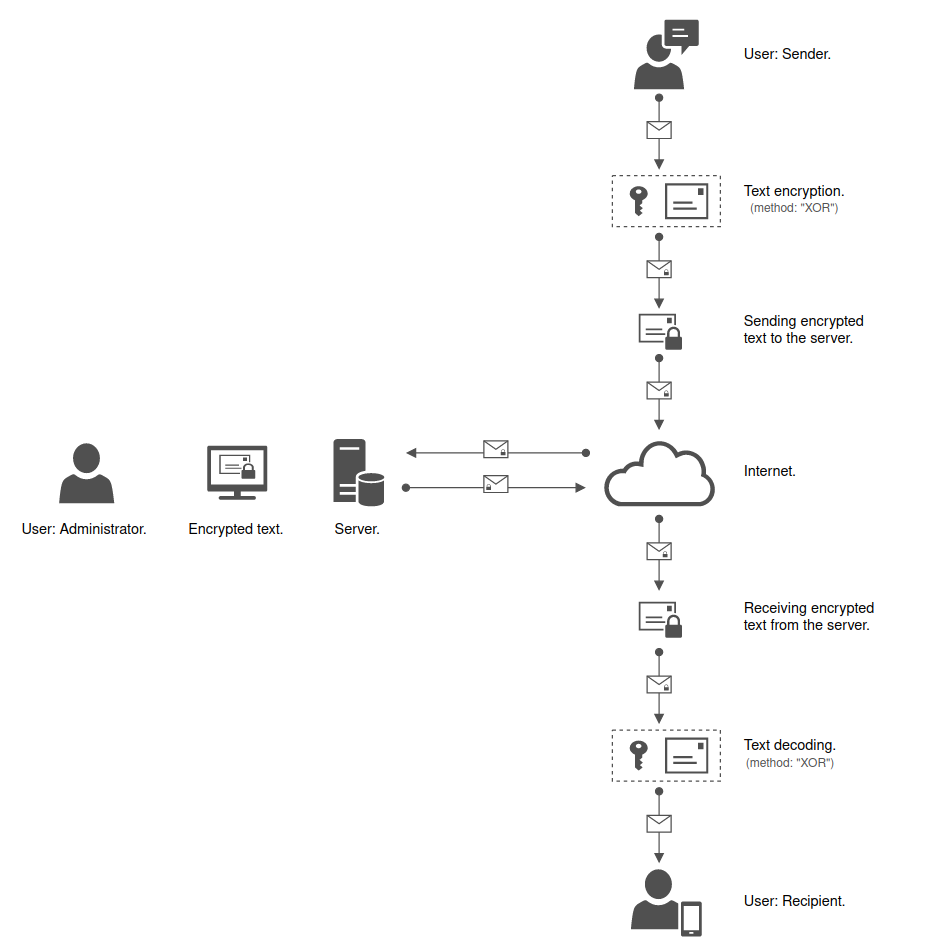 User: Sender.
Text encryption.
(method: "XOR")
Sending encrypted
text to the server.
Internet.
User: Administrator.
Encrypted text.
Server.
Receiving encrypted
text from the server.
Text decoding.
(method: "XOR")
User: Recipient.